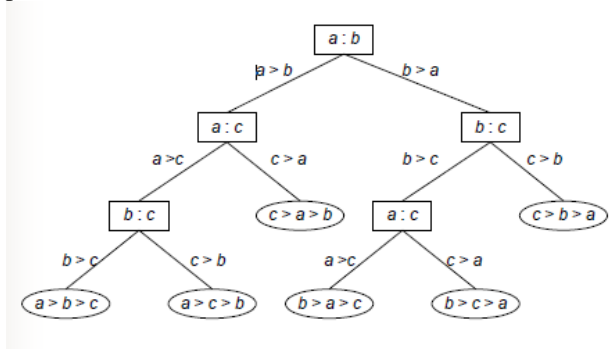 a : b
a > b b > a
a : c b : c
a >c c > a b > c c > b
b : c c > a > b a : c c > b > a
b > c c > b a >c c > a
a > b > c a > c > b b > a > c b > c > a